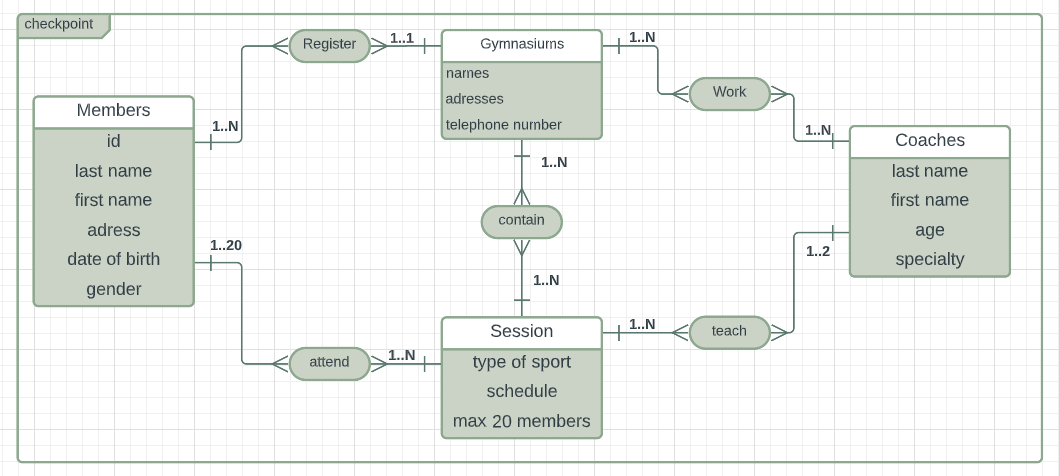 checkpoint
Register
1..1
Gymnasiums
names
adresses
telephone number
1..N
Work
1..N
Members
id
last name
first name
adress
date of birth
gender
1..N
1..20
1..N
contain
1..N
Coaches
last name
first name
age
specialty
1..2
attend
1..N
Session
type of sport
schedule
max 20 members
1..N
teach